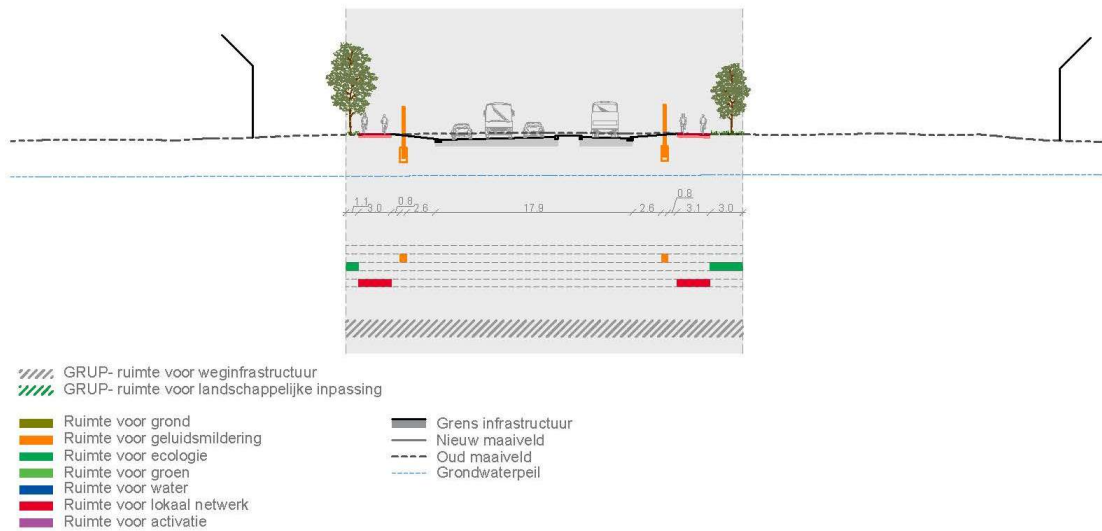 1.1 3.0 0.8 2.6 17.9 2.6 0.8 3.1 3.0
GRUP- ruimte voor weginfrastructuur
GRUP- ruimte voor landschappelijke inpassing
Ruimte voor grond
Ruimte voor geluidsmildering
Ruimte voor ecologie
Ruimte voor groen
Ruimte voor water
Ruimte voor lokaal netwerk
Ruimte voor activatie
Grens infrastructuur
Nieuw maaiveld
Oud maaiveld
Grondwaterpeil